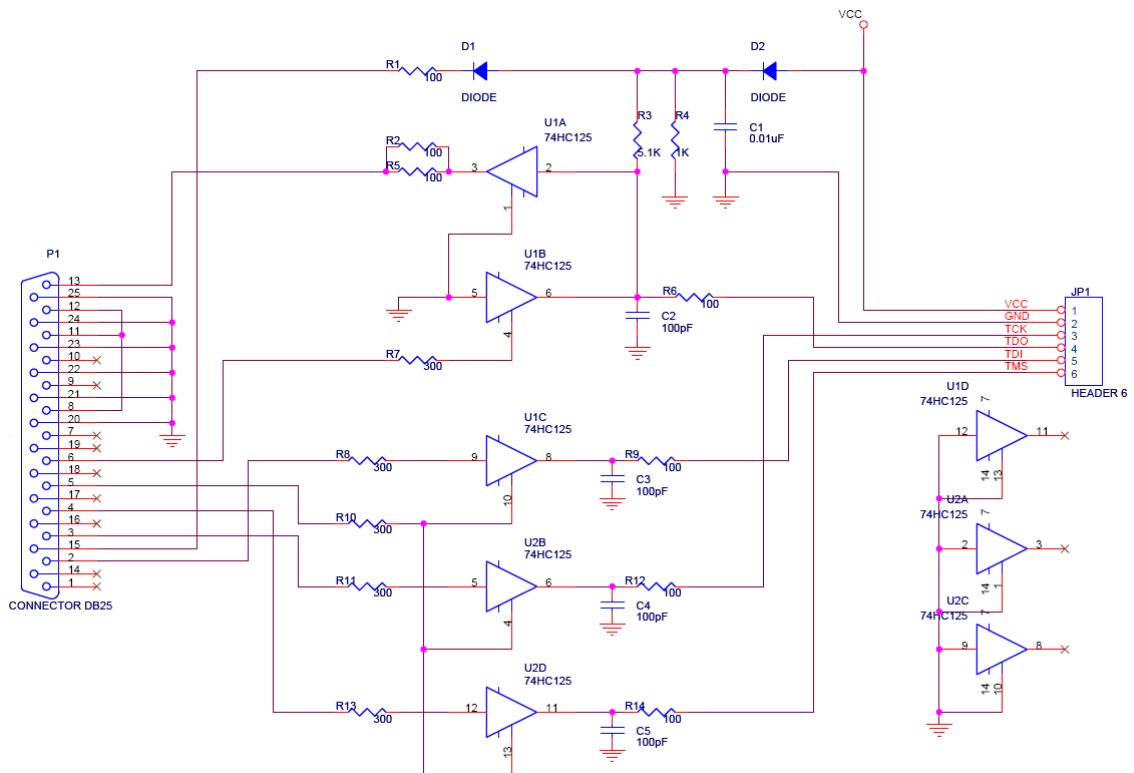 VCC
D1
D2
R1
100
DIODE
DIODE
U1A
74HC125
R3
5.1K
R4
1K
C1
0.01uF
R2
100
R5
100
3
2
1
P1
U1B
74HC125
5
6
4
R6
100
C2
100pF
R7
300
13
25
12
24
11
23
10
22
9
21
8
20
7
19
6
18
5
17
4
16
3
15
2
14
1
CONNECTOR DB25
JP1
VCC
1
GND
2
TCK
3
TDO
4
TDI
5
TMS
6
HEADER 6
U1C
74HC125
R8
300
9
8
10
R9
100
C3
100pF
R10
300
U2B
74HC125
R11
300
5
6
4
R12
100
C4
100pF
U2D
74HC125
R13
300
12
11
13
R14
100
C5
100pF
U1D
74HC125
7
12
11
14
13
U2A
74HC125
7
2
3
14
1
U2C
74HC125
7
9
8
14
10